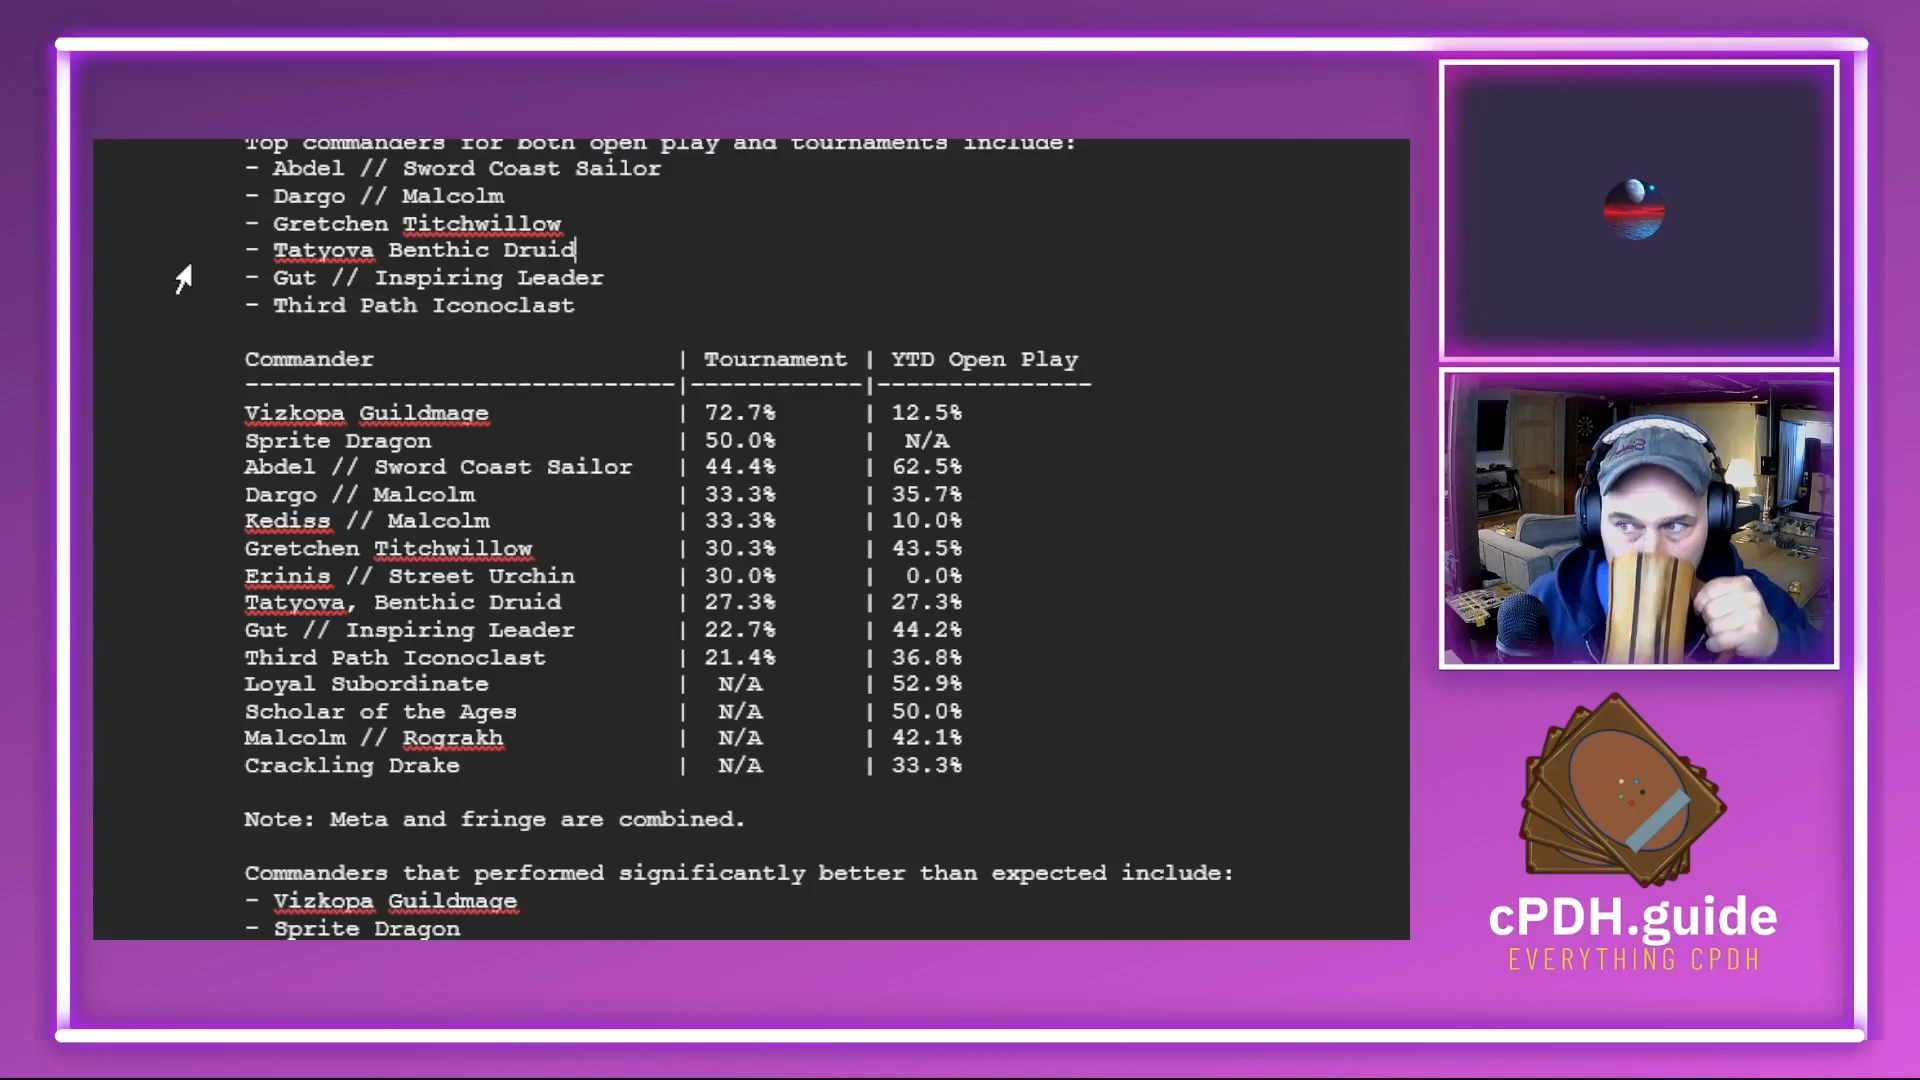 Top commanders for both open play and tournaments include:
- Abdel // Sword Coast Sailor
- Dargo // Malcolm
- Gretchen Titchwillow
- Tatyova Benthic Druid
- Gut // Inspiring Leader
- Third Path Iconoclast
Commander | Tournament | YTD Open Play
------------------------------|------------|---------------
Vizkopa Guildmage | 72.7% | 12.5%
Sprite Dragon | 50.0% | N/A
Abdel // Sword Coast Sailor | 44.4% | 62.5%
Dargo // Malcolm | 33.3% | 35.7%
Kediss // Malcolm | 33.3% | 10.0%
Gretchen Titchwillow | 30.3% | 43.5%
Erinis // Street Urchin | 30.0% | 0.0%
Tatyova, Benthic Druid | 27.3% | 27.3%
Gut // Inspiring Leader | 22.7% | 44.2%
Third Path Iconoclast | 21.4% | 36.8%
Loyal Subordinate | N/A | 52.9%
Scholar of the Ages | N/A | 50.0%
Malcolm // Rograkh | N/A | 42.1%
Crackling Drake | N/A | 33.3%
Note: Meta and fringe are combined.
Commanders that performed significantly better than expected include:
- Vizkopa Guildmage
- Sprite Dragon
cPDH.guide
EVERYTHING CPDH